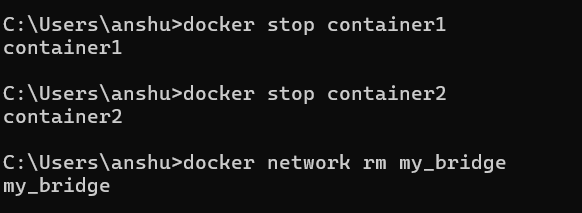 C:\Users\anshu>docker stop container1
container1
C:\Users\anshu>docker stop container2
container2
C:\Users\anshu>docker network rm my_bridge
my_bridge